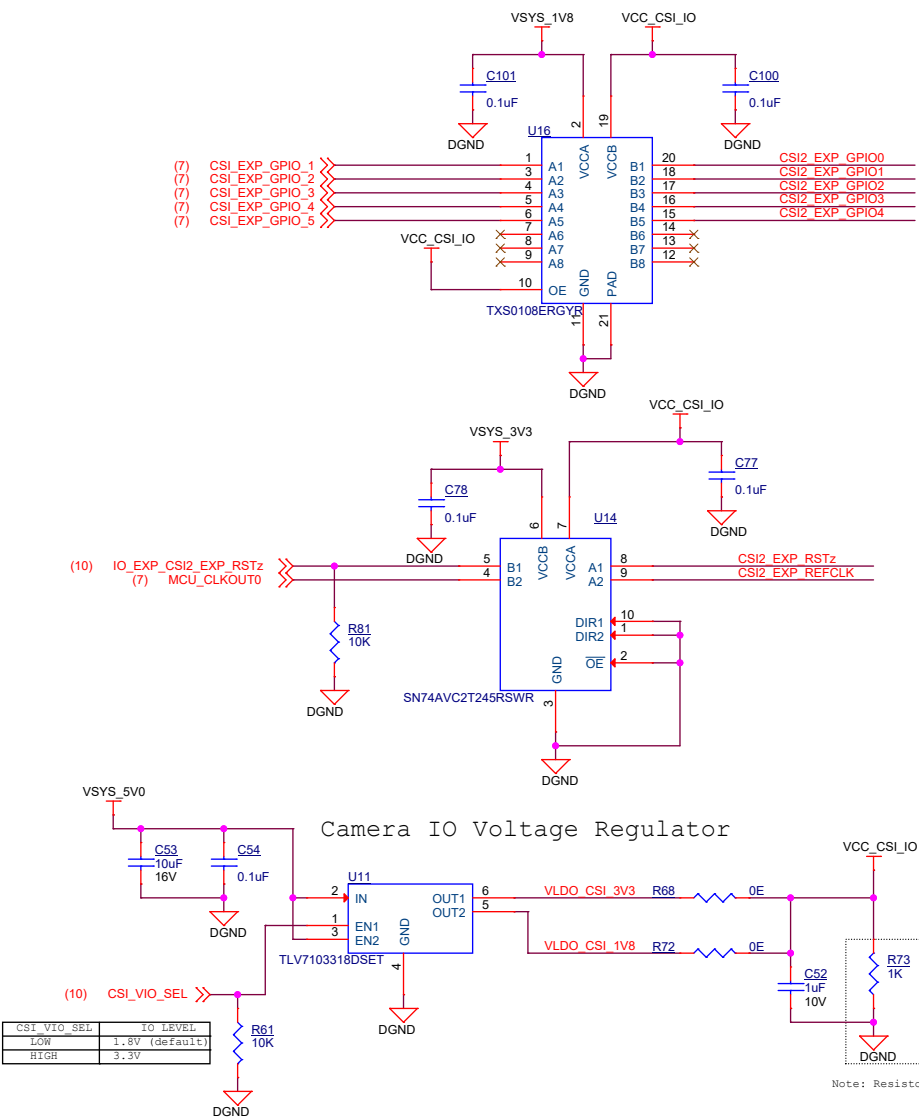 VSYS_1V8 VCC_CSI_IO
C101 C100
0.1uF 0.1uF
DGND DGND
U16
2 19
VCCA VCCB
(7) CSI_EXP_GPIO_1 1 A1 B1 20 CSI2_EXP_GPIO0
(7) CSI_EXP_GPIO_2 3 A2 B2 18 CSI2_EXP_GPIO1
(7) CSI_EXP_GPIO_3 4 A3 B3 17 CSI2_EXP_GPIO2
(7) CSI_EXP_GPIO_4 5 A4 B4 16 CSI2_EXP_GPIO3
(7) CSI_EXP_GPIO_5 6 A5 B5 15 CSI2_EXP_GPIO4
7 A6 B6 14
8 A7 B7 13
9 A8 B8 12
VCC_CSI_IO
10 OE GND PAD
TXS0108ERGYR
11 21
DGND
VCC_CSI_IO
VSYS_3V3
C78 C77
0.1uF 0.1uF
DGND DGND
U14
6 7
VCCB VCCA
(10) IO_EXP_CSI2_EXP_RSTz 5 B1 A1 8 CSI2_EXP_RSTz
(7) MCU_CLKOUT0 4 B2 A2 9 CSI2_EXP_REFCLK
DIR1 10
DIR2 1
OE 2
GND
R81
10K
DGND
SN74AVC2T245RSWR
3
DGND
VSYS_5V0
Camera IO Voltage Regulator
VCC_CSI_IO
C53 C54
10uF 0.1uF
16V
DGND
U11
2 IN OUT1 6 VLDO_CSI_3V3 R68 0E
1 EN1 OUT2 5
3 EN2 GND VLDO_CSI_1V8 R72 0E
TLV7103318DSET
4
DGND
C52
1uF
10V
R73
1K
DGND
(10) CSI_VIO_SEL
R61
10K
DGND
CSI_VIO_SEL IO LEVEL
LOW 1.8V (default)
HIGH 3.3V
Note: Resisto